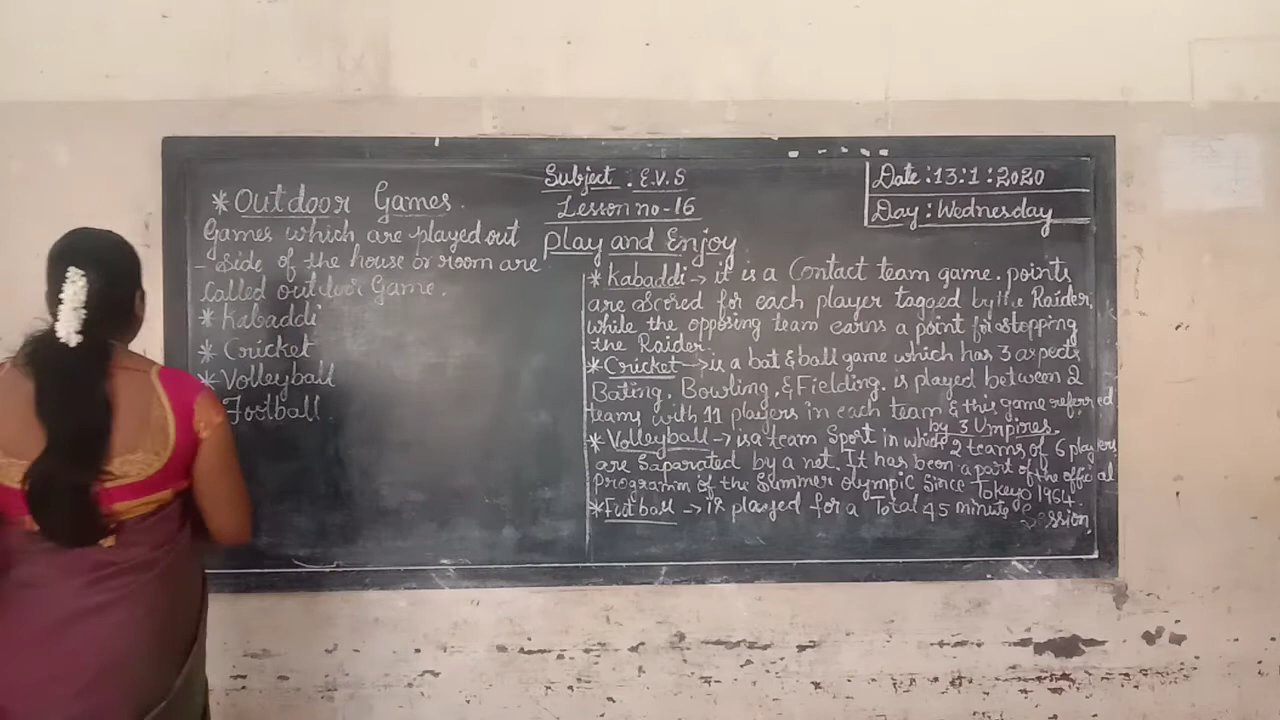 Subject : E.V.S
Lesson no-16
Play and Enjoy
Date : 13:1:2020
Day : Wednesday
* Outdoor Games.
Games which are played out
- Side of the house or room are
Called outdoor Game.
* Kabaddi
* Cricket
* Volleyball
Football.
* Kabaddi -> it is a Contact team game. points
are Scored for each player tagged by the Raider,
while the opposing team earns a point for stopping
the Raider.
* Cricket -> is a bat & ball game which has 3 aspects
Bating, Bowling, & Fielding. is played between 2
teams with 11 players in each team & this game referred
by 3 Umpires.
* Volleyball -> is a team Sport in which 2 teams of 6 players
are Saparated by a net. It has been a part of the official
Programm of the Summer Olympic Since Tokeyo 1964.
* Football -> played for a Total 45 minute
Session